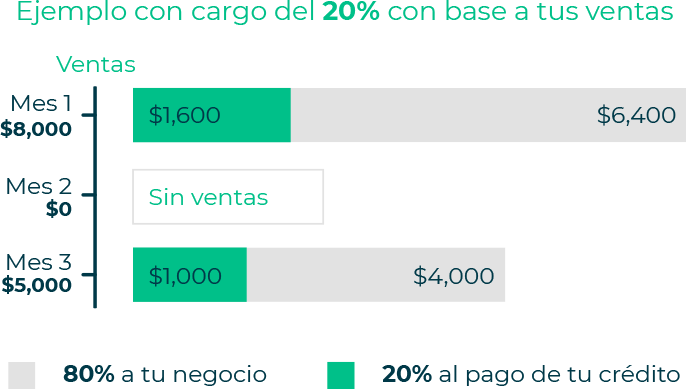 Ejemplo con cargo del 20% con base a tus ventas
Ventas
Mes 1
$8,000
$1,600
$6,400
Mes 2
$0
Sin ventas
Mes 3
$5,000
$1,000
$4,000
80% a tu negocio
20% al pago de tu crédito